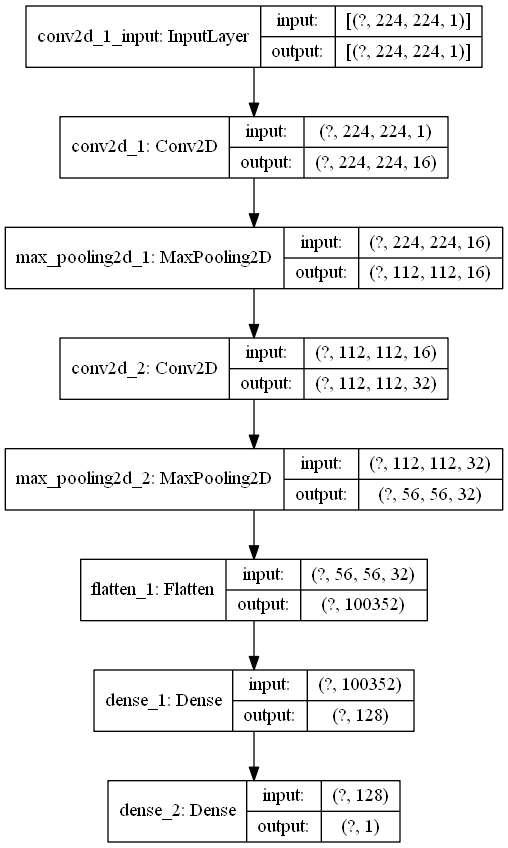 conv2d_1_input: InputLayer
input: [(?, 224, 224, 1)]
output: [(?, 224, 224, 1)]
conv2d_1: Conv2D
input: (?, 224, 224, 1)
output: (?, 224, 224, 16)
max_pooling2d_1: MaxPooling2D
input: (?, 224, 224, 16)
output: (?, 112, 112, 16)
conv2d_2: Conv2D
input: (?, 112, 112, 16)
output: (?, 112, 112, 32)
max_pooling2d_2: MaxPooling2D
input: (?, 112, 112, 32)
output: (?, 56, 56, 32)
flatten_1: Flatten
input: (?, 56, 56, 32)
output: (?, 100352)
dense_1: Dense
input: (?, 100352)
output: (?, 128)
dense_2: Dense
input: (?, 128)
output: (?, 1)